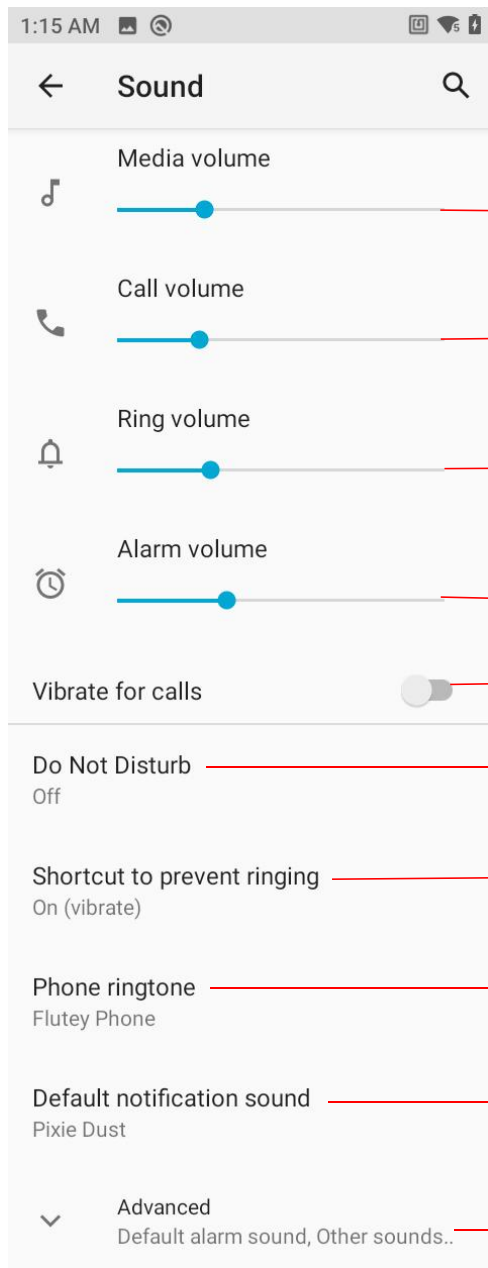 1:15 AM 5
Sound
Media volume
Call volume
Ring volume
Alarm volume
Vibrate for calls
Do Not Disturb
Off
Shortcut to prevent ringing
On (vibrate)
Phone ringtone
Flutey Phone
Default notification sound
Pixie Dust
Advanced
Default alarm sound, Other sounds..